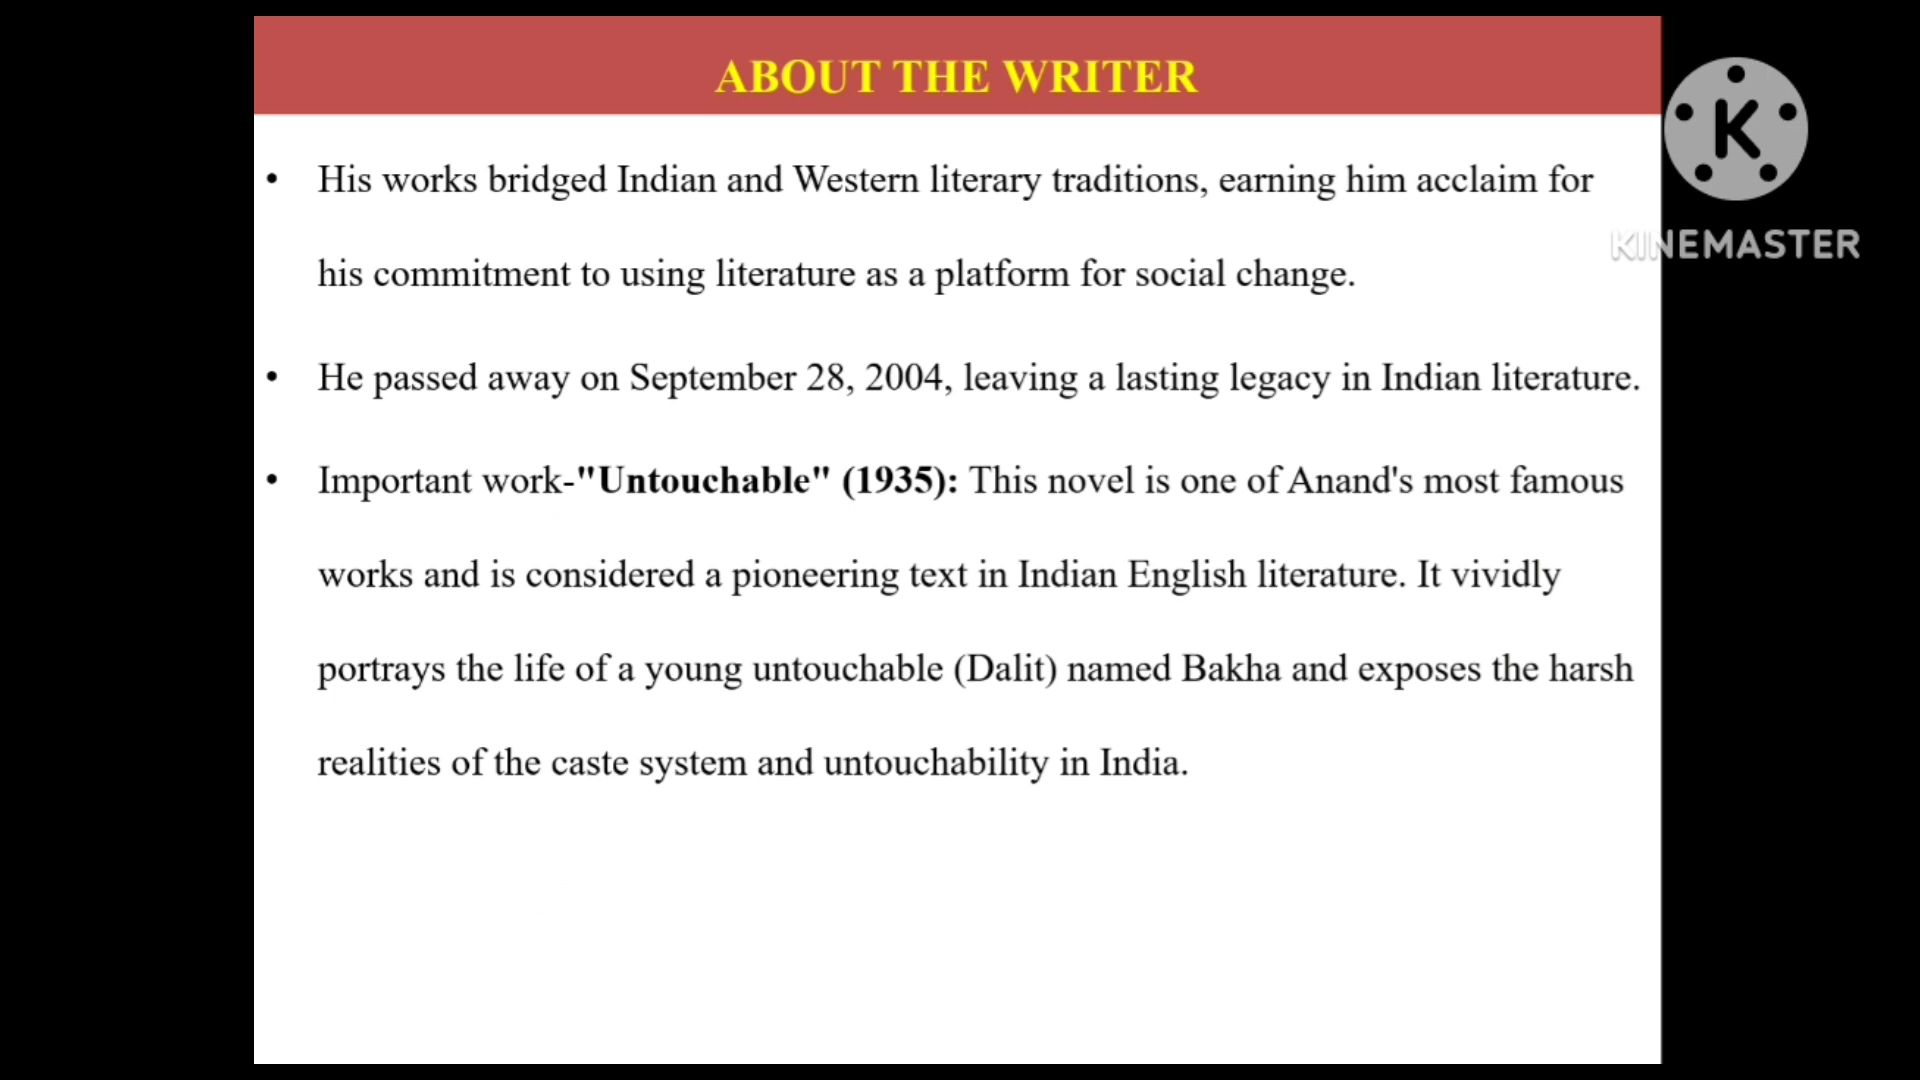 ABOUT THE WRITER
• His works bridged Indian and Western literary traditions, earning him acclaim for
his commitment to using literature as a platform for social change.
• He passed away on September 28, 2004, leaving a lasting legacy in Indian literature.
• Important work-"Untouchable" (1935): This novel is one of Anand's most famous
works and is considered a pioneering text in Indian English literature. It vividly
portrays the life of a young untouchable (Dalit) named Bakha and exposes the harsh
realities of the caste system and untouchability in India.
K
KINEMASTER